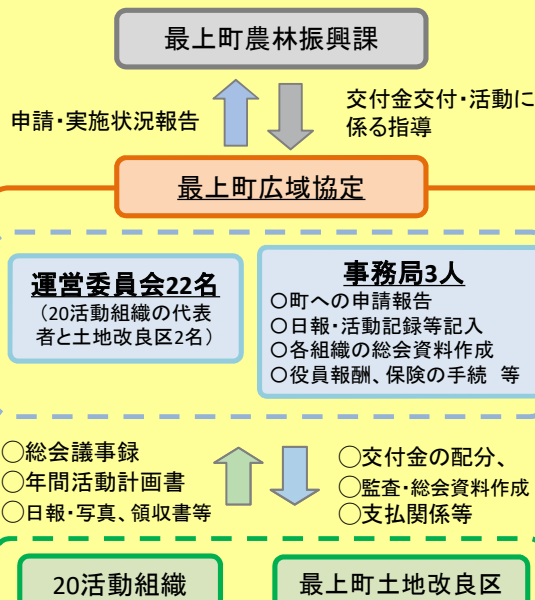 最上町農林振興課
申請・実施状況報告
交付金交付・活動に
係る指導
最上町広域協定
運営委員会22名
（20活動組織の代表
者と土地改良区2名）
事務局3人
○町への申請報告
○日報・活動記録等記入
○各組織の総会資料作成
○役員報酬、保険の手続 等
○総会議事録
○年間活動計画書
○日報・写真、領収書等
○交付金の配分、
○監査・総会資料作成
○支払関係等
20活動組織
最上町土地改良区